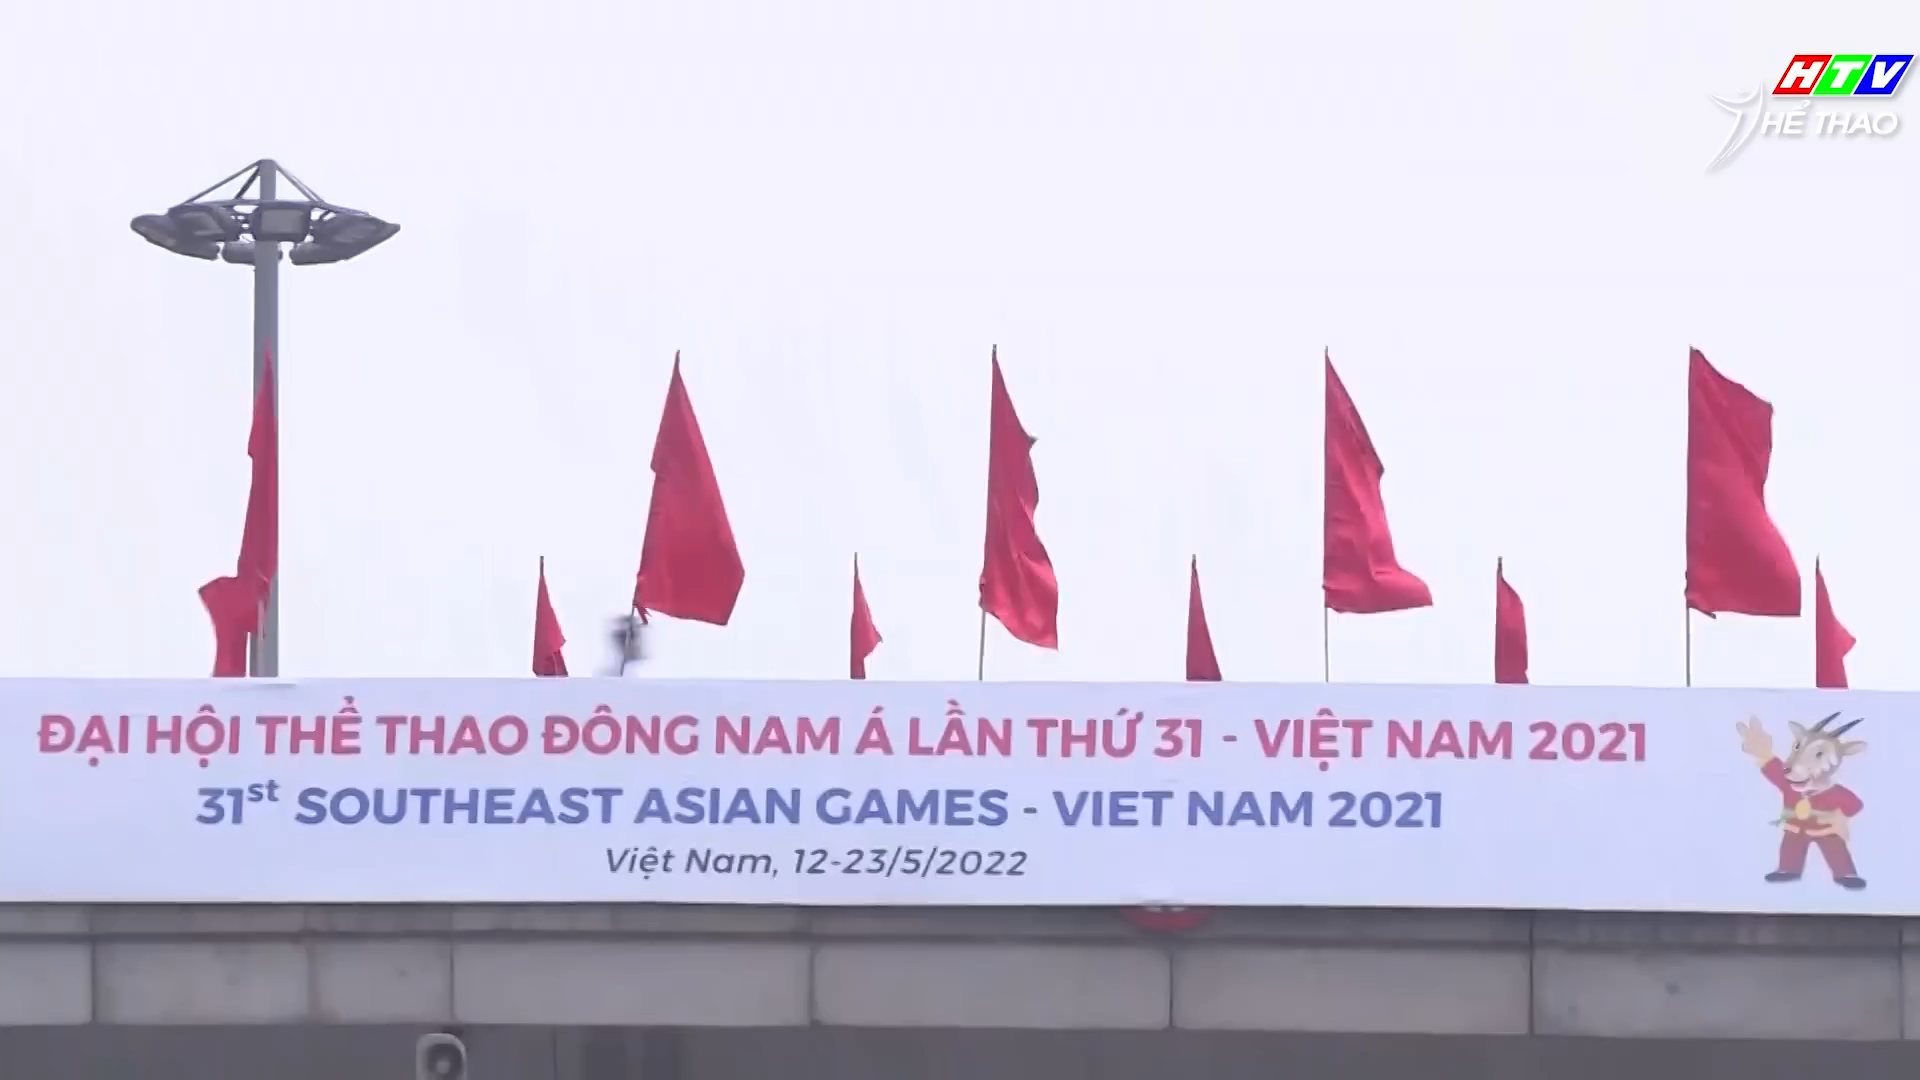 HTV
THỂ THAO
ĐẠI HỘI THỂ THAO ĐÔNG NAM Á LẦN THỨ 31 - VIỆT NAM 2021
31st SOUTHEAST ASIAN GAMES - VIET NAM 2021
Việt Nam, 12-23/5/2022